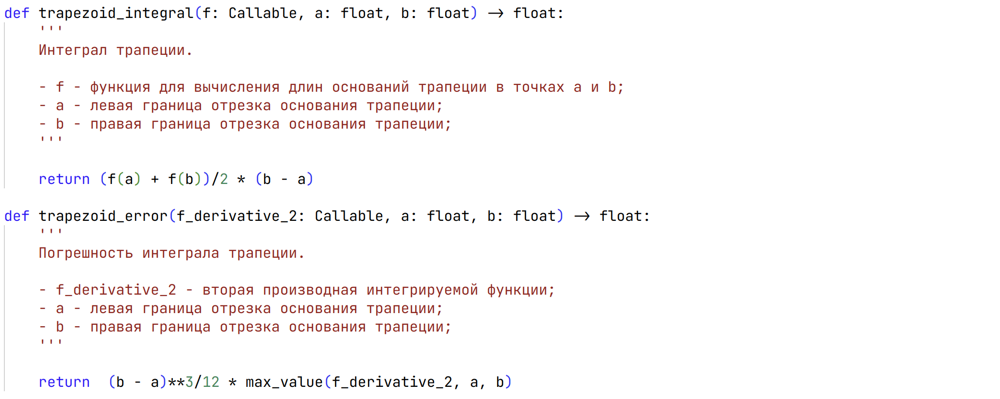 def trapezoid_integral(f: Callable, a: float, b: float) -> float:
'''
Интеграл трапеции.
- f - функция для вычисления длин оснований трапеции в точках a и b;
- a - левая граница отрезка основания трапеции;
- b - правая граница отрезка основания трапеции;
'''
return (f(a) + f(b))/2 * (b - a)
def trapezoid_error(f_derivative_2: Callable, a: float, b: float) -> float:
'''
Погрешность интеграла трапеции.
- f_derivative_2 - вторая производная интегрируемой функции;
- a - левая граница отрезка основания трапеции;
- b - правая граница отрезка основания трапеции;
'''
return  (b - a)**3/12 * max_value(f_derivative_2, a, b)